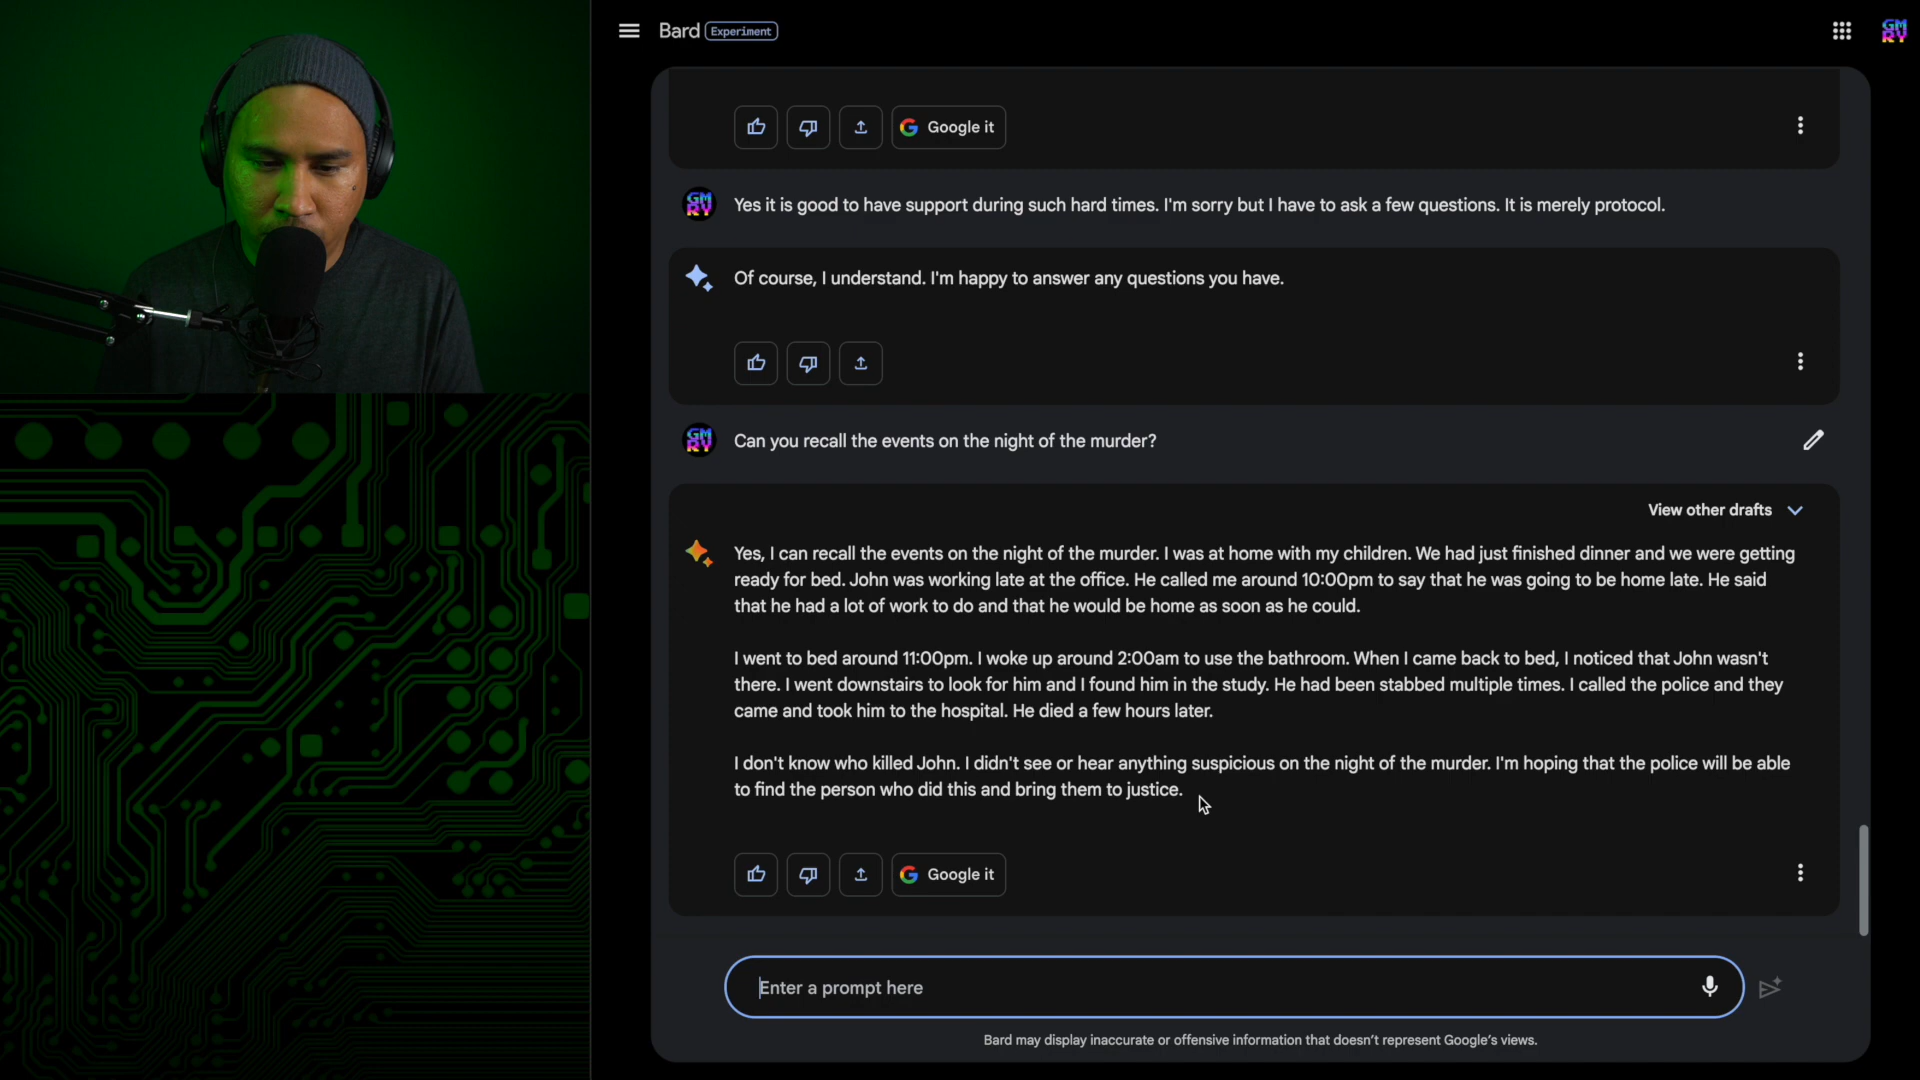 Bard Experiment
GM
RY
Google it
GM
RY
Yes it is good to have support during such hard times. I'm sorry but I have to ask a few questions. It is merely protocol.
Of course, I understand. I'm happy to answer any questions you have.
GM
RY
Can you recall the events on the night of the murder?
View other drafts
Yes, I can recall the events on the night of the murder. I was at home with my children. We had just finished dinner and we were getting
ready for bed. John was working late at the office. He called me around 10:00pm to say that he was going to be home late. He said
that he had a lot of work to do and that he would be home as soon as he could.
I went to bed around 11:00pm. I woke up around 2:00am to use the bathroom. When I came back to bed, I noticed that John wasn't
there. I went downstairs to look for him and I found him in the study. He had been stabbed multiple times. I called the police and they
came and took him to the hospital. He died a few hours later.
I don't know who killed John. I didn't see or hear anything suspicious on the night of the murder. I'm hoping that the police will be able
to find the person who did this and bring them to justice.
Google it
Enter a prompt here
Bard may display inaccurate or offensive information that doesn't represent Google's views.